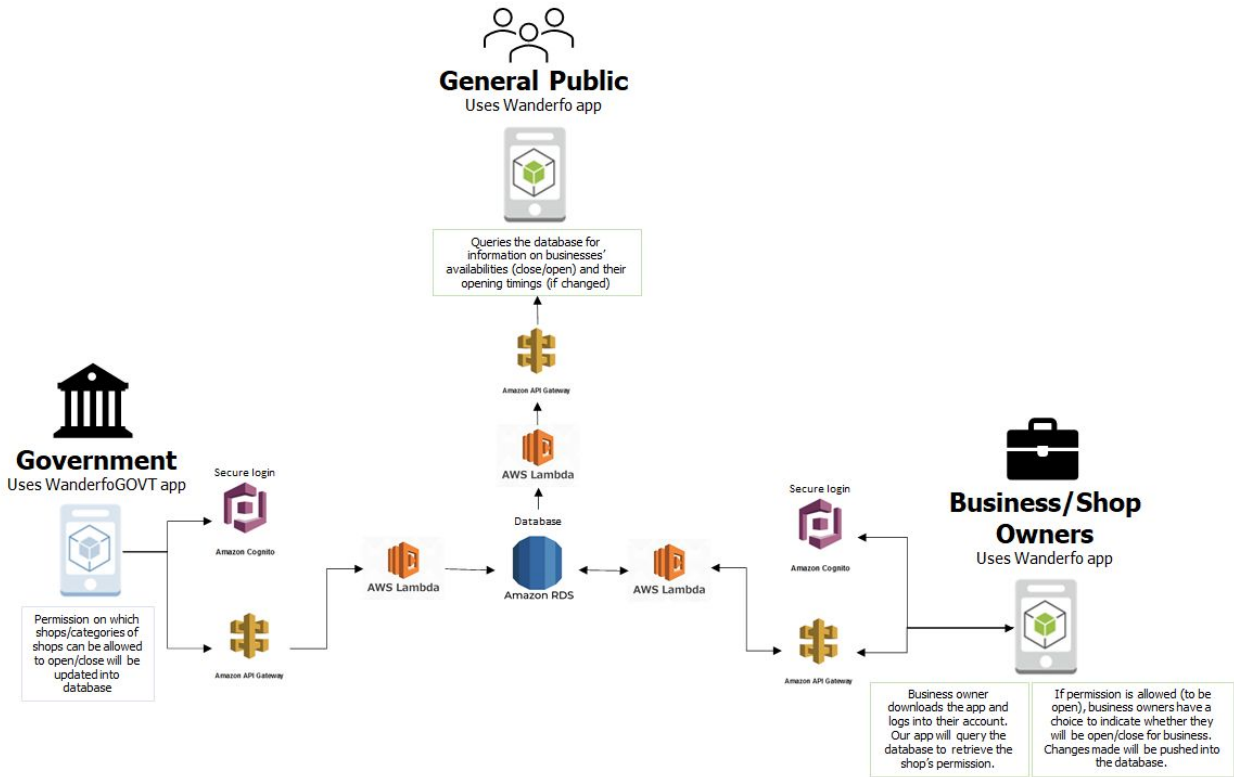 General Public
Uses Wanderfo app
Queries the database for
information on businesses'
availabilities (close/open) and their
opening timings (if changed)
Amazon API Gateway
AWS Lambda
Government
Uses WanderfoGOVT app
Permission on which
shops/categories of
shops can be allowed
to open/close will be
updated into
database
Secure login
Amazon Cognito
Amazon API Gateway
AWS Lambda
Database
Amazon RDS
AWS Lambda
Secure login
Amazon Cognito
Amazon API Gateway
Business/Shop
Owners
Uses Wanderfo app
Business owner
downloads the app and
logs into their account.
Our app will query the
database to retrieve the
shop's permission.
If permission is allowed (to be
open), business owners have a
choice to indicate whether they
will be open/close for business.
Changes made will be pushed into
the database.